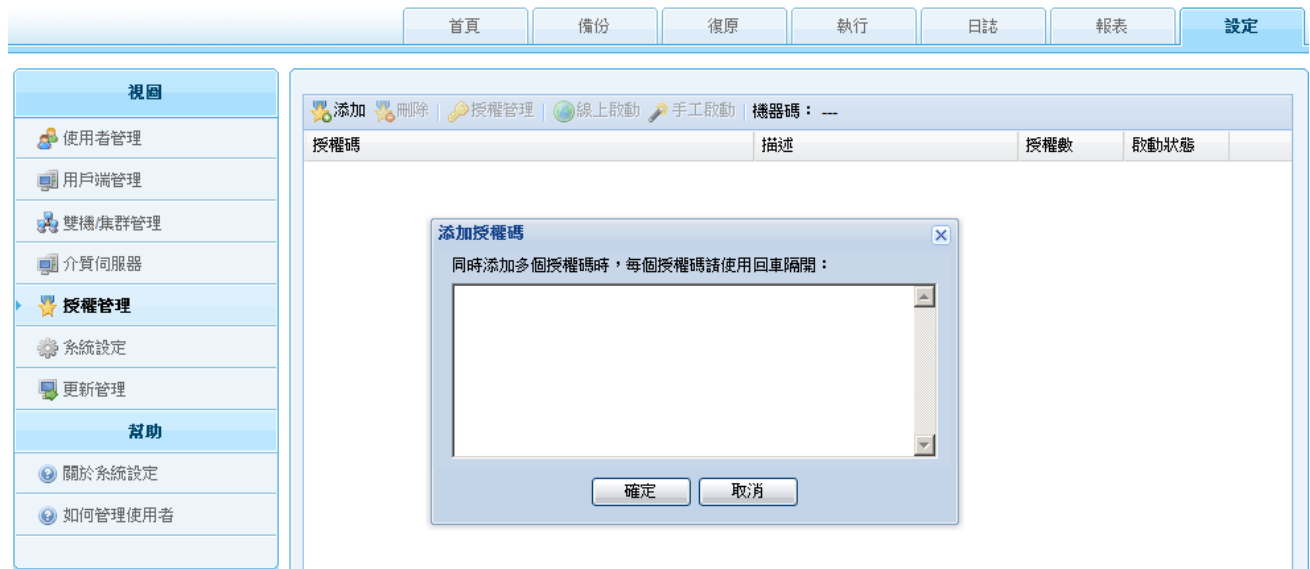 首頁 備份 復原 執行 日誌 報表 設定
視圖
使用者管理
用戶端管理
雙機/集群管理
介質伺服器
授權管理
系統設定
更新管理
幫助
關於系統設定
如何管理使用者
添加 刪除 授權管理 線上啟動 手工啟動 機器碼： ---
授權碼 描述 授權數 啟動狀態
添加授權碼
同時添加多個授權碼時，每個授權碼請使用回車隔開：
確定 取消